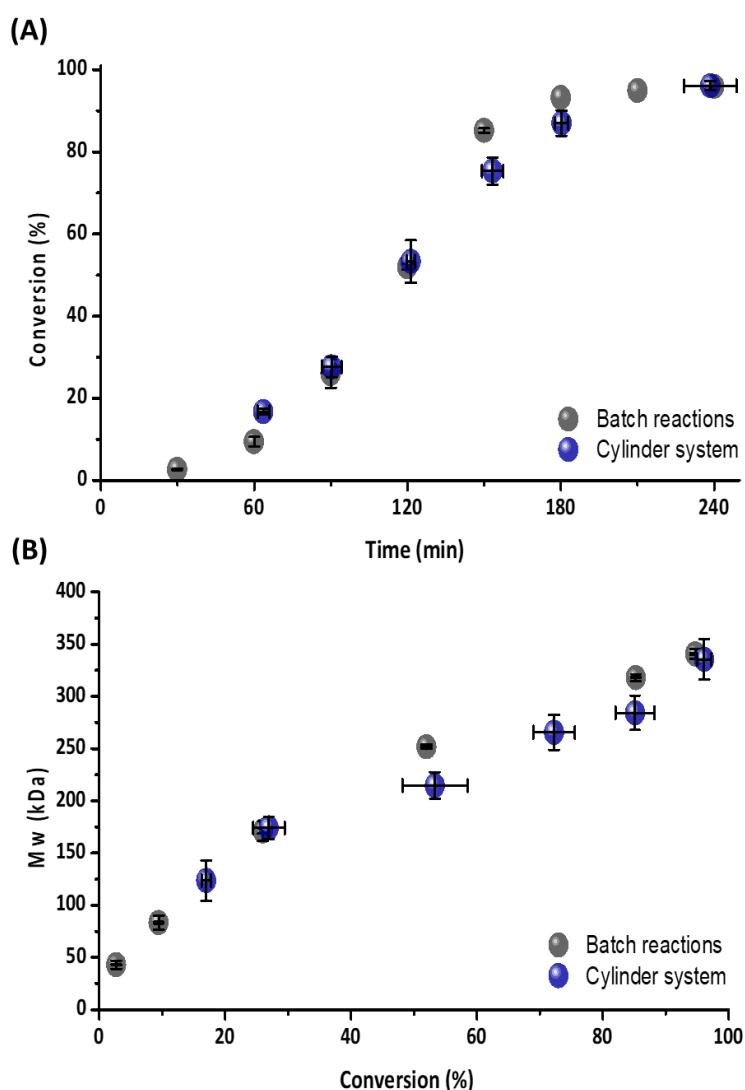 (A)
100
80
60
40
20
0
Conversion (%)
Batch reactions
Cylinder system
0 60 120 180 240
Time (min)
(B)
400
350
300
250
200
150
100
50
0
Mw (kDa)
Batch reactions
Cylinder system
0 20 40 60 80 100
Conversion (%)